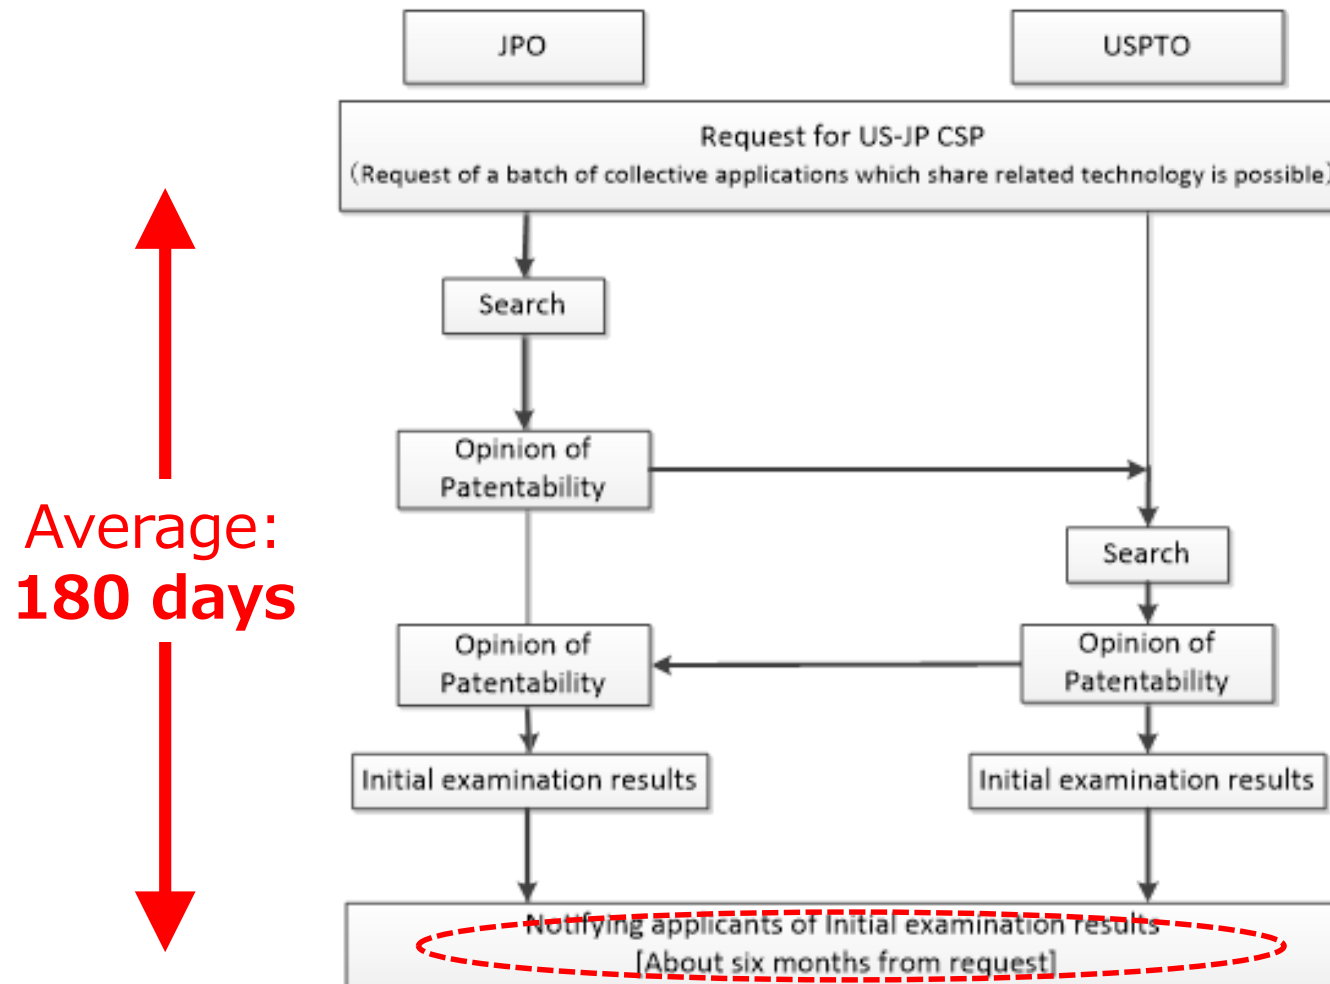 JPO
USPTO
Request for US-JP CSP
(Request of a batch of collective applications which share related technology is possible)
Search
Opinion of
Patentability
Average:
180 days
Search
Opinion of
Patentability
Opinion of
Patentability
Initial examination results
Initial examination results
Notifying applicants of Initial examination results
[About six months from request]